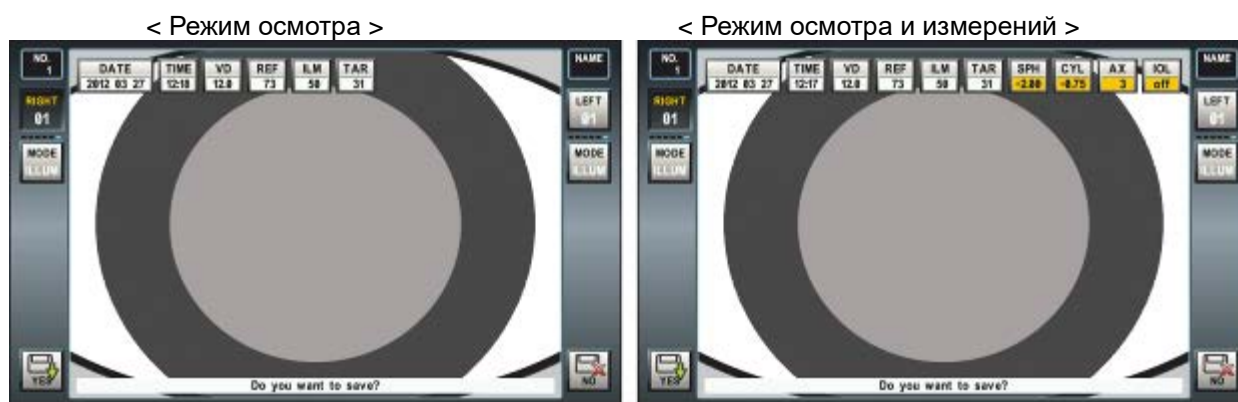 < Режим осмотра >
NO. 1
DATE TIME VD REF ILM TAR
2012 03 27 12:18 12.0 73 50 31
NAME
RIGHT 01
LEFT 01
MODE ILLUM
MODE ILLUM
YES
Do you want to save?
NO
< Режим осмотра и измерений >
NO. 1
DATE TIME VD REF ILM TAR SPH CYL AX IOL
2012 03 27 12:17 12.0 73 50 31 -2.00 -0.75 3 off
NAME
RIGHT 01
LEFT 01
MODE ILLUM
MODE ILLUM
YES
Do you want to save?
NO